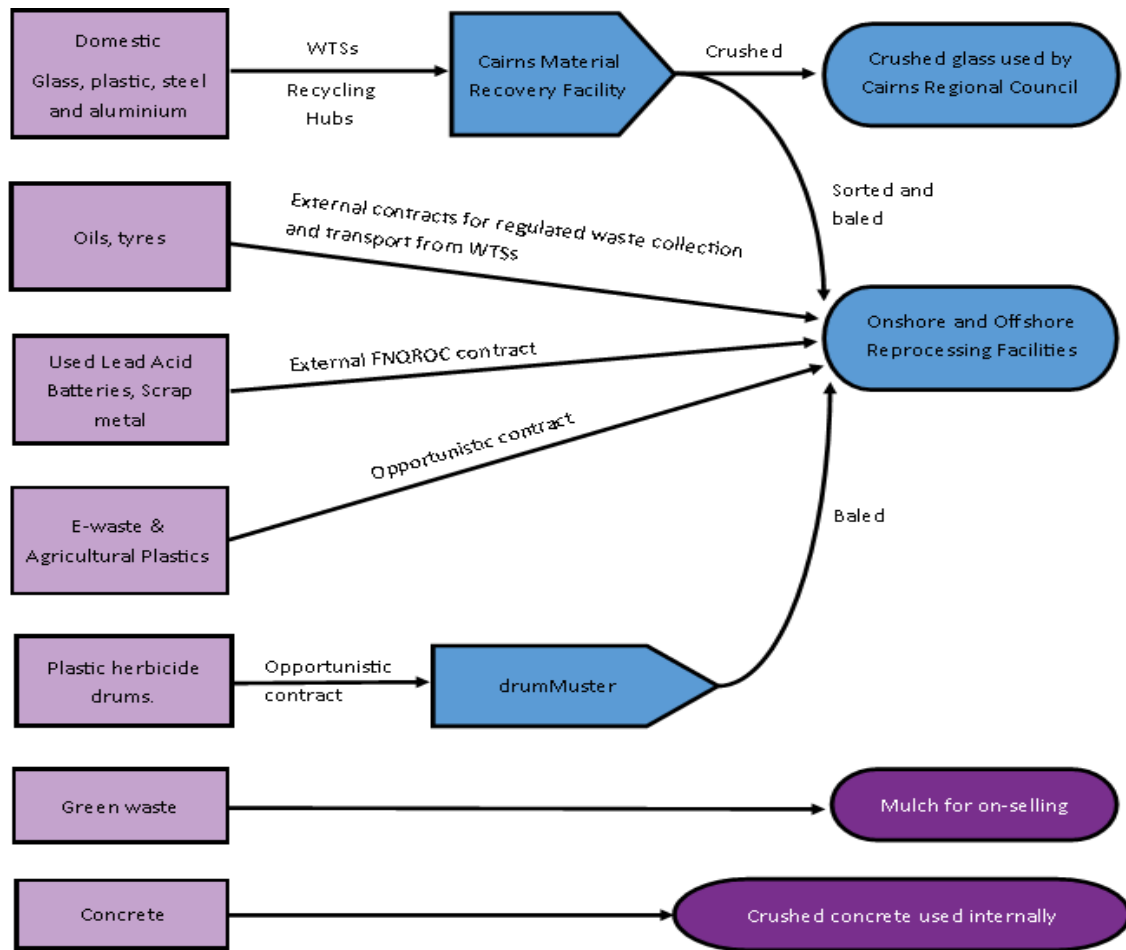 Domestic
Glass, plastic, steel
and aluminium
WTSs
Recycling
Hubs
Cairns Material
Recovery Facility
Crushed
Crushed glass used by
Cairns Regional Council
Sorted and
baled
Oils, tyres
External contracts for regulated waste collection
and transport from WTSs
Onshore and Offshore
Reprocessing Facilities
Used Lead Acid
Batteries, Scrap
metal
External FNQROC contract
Opportunistic contract
E-waste &
Agricultural Plastics
Baled
Plastic herbicide
drums.
Opportunistic
contract
drumMuster
Green waste
Mulch for on-selling
Concrete
Crushed concrete used internally